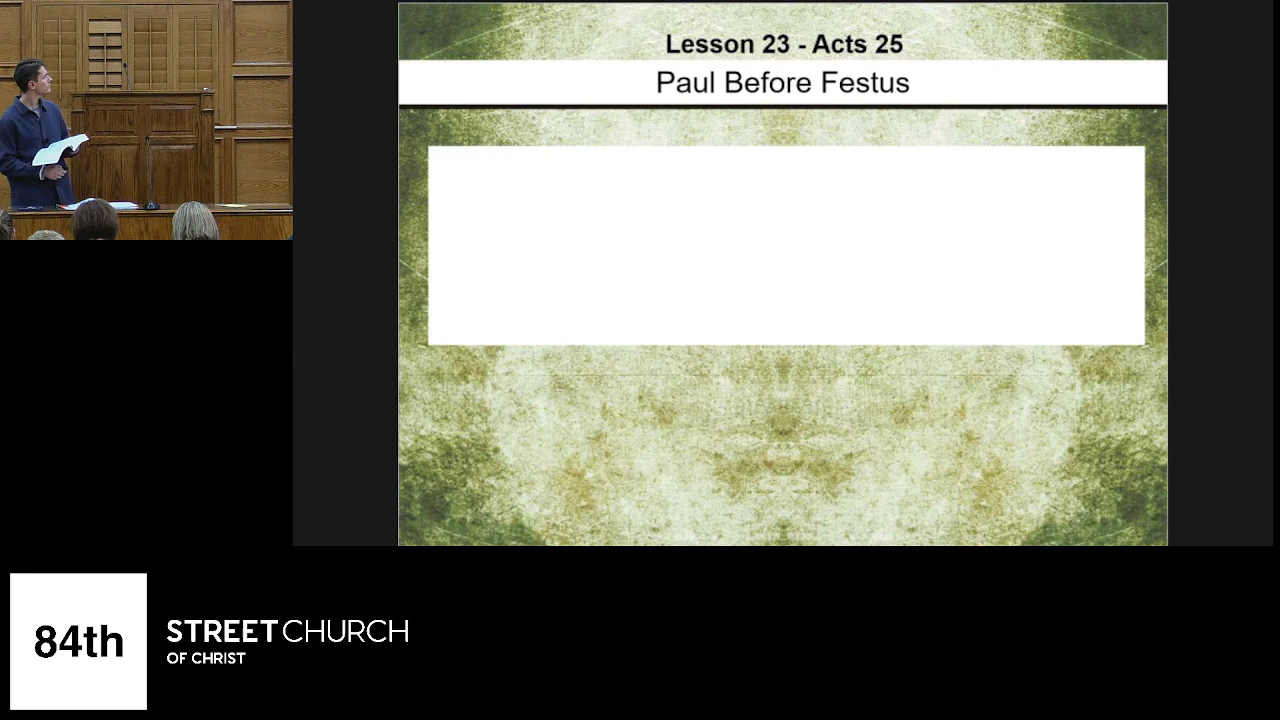 Lesson 23 - Acts 25
Paul Before Festus
84th
STREET CHURCH
OF CHRIST